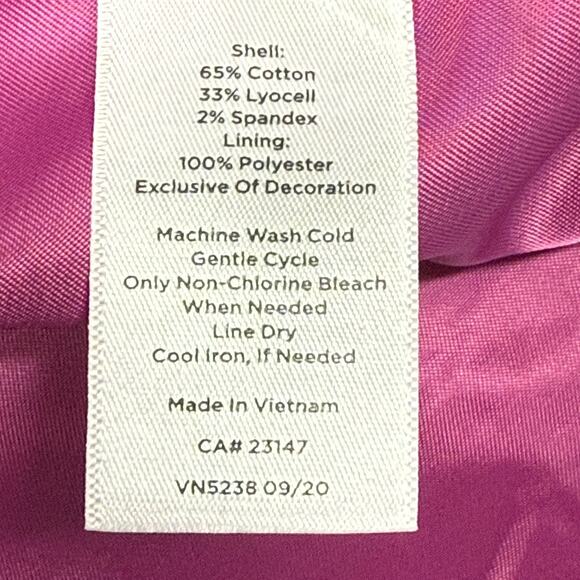 Shell:
65% Cotton
33% Lyocell
2% Spandex
Lining:
100% Polyester
Exclusive Of Decoration
Machine Wash Cold
Gentle Cycle
Only Non-Chlorine Bleach
When Needed
Line Dry
Cool Iron, If Needed
Made In Vietnam
CA# 23147
VN5238 09/20